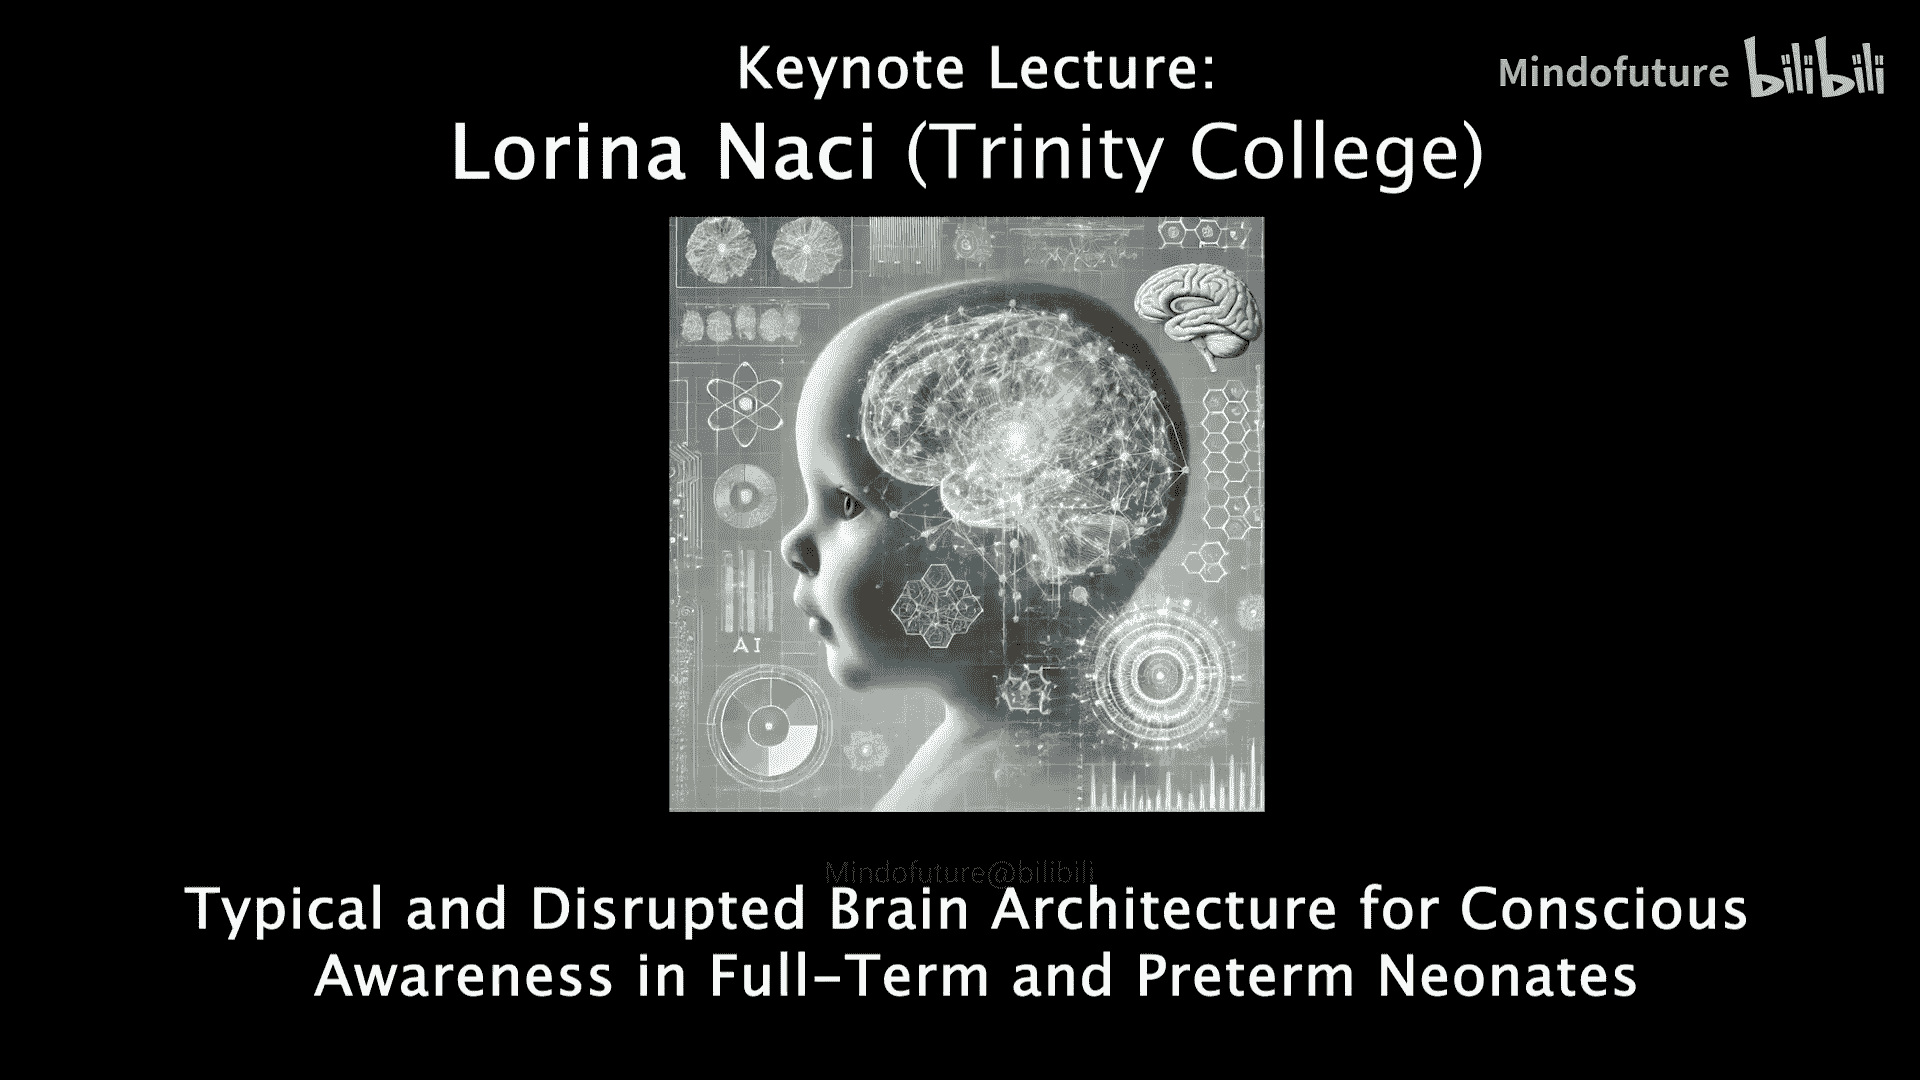 Keynote Lecture:
Mindofuture bilibili
Lorina Naci (Trinity College)
AI
Mindofuture@bilibili
Typical and Disrupted Brain Architecture for Conscious
Awareness in Full-Term and Preterm Neonates